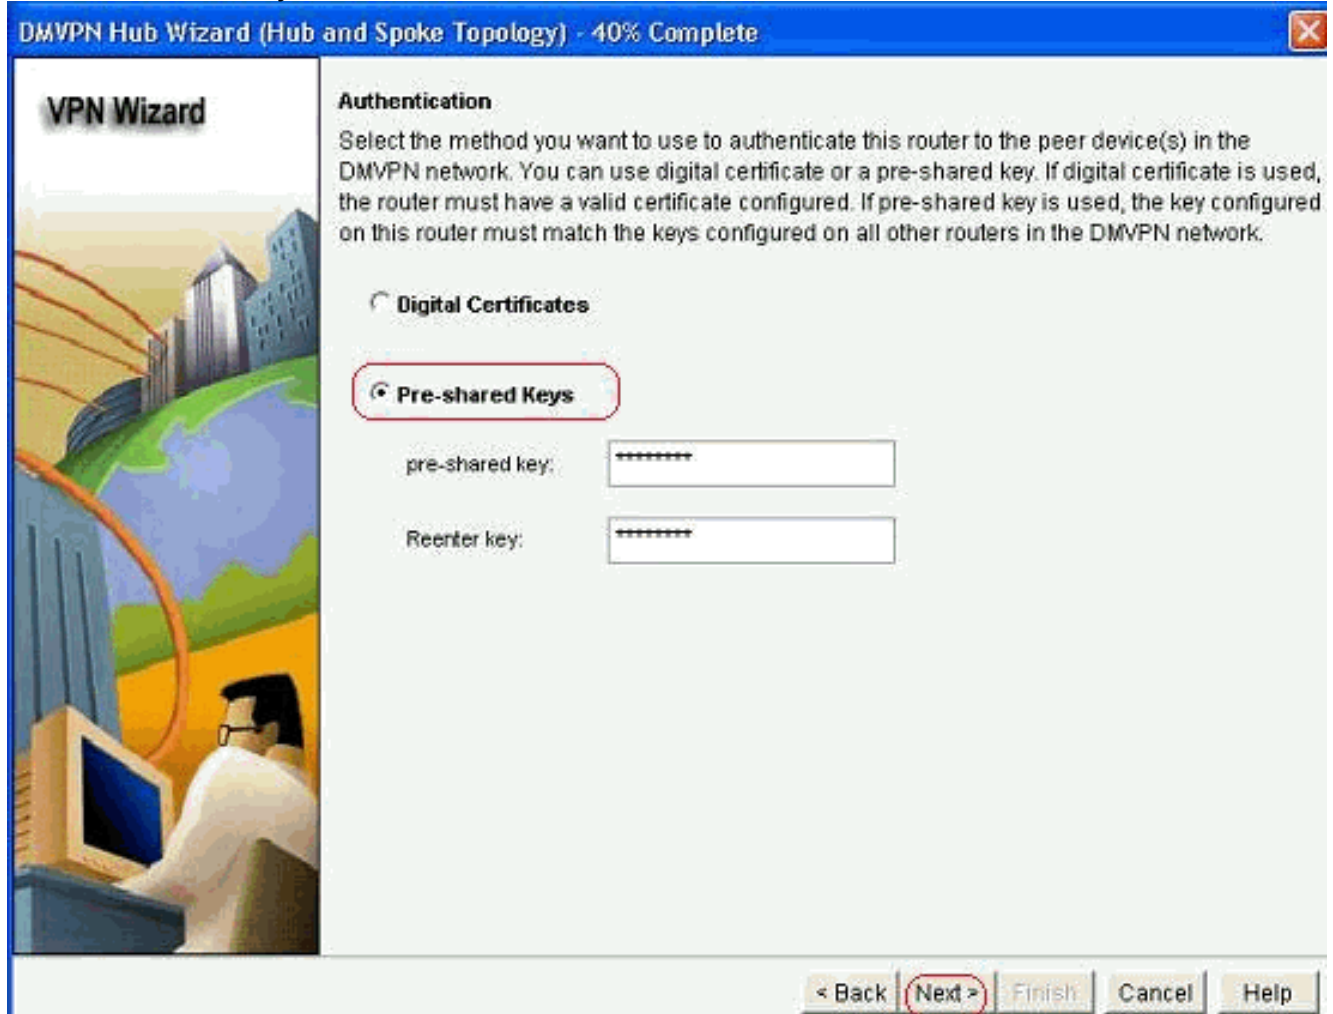 DMVPN Hub Wizard (Hub and Spoke Topology) - 40% Complete
VPN Wizard
Authentication
Select the method you want to use to authenticate this router to the peer device(s) in the
DMVPN network. You can use digital certificate or a pre-shared key. If digital certificate is used,
the router must have a valid certificate configured. If pre-shared key is used, the key configured
on this router must match the keys configured on all other routers in the DMVPN network.
Digital Certificates
Pre-shared Keys
pre-shared key: ********
Reenter key: ********
< Back Next > Finish Cancel Help